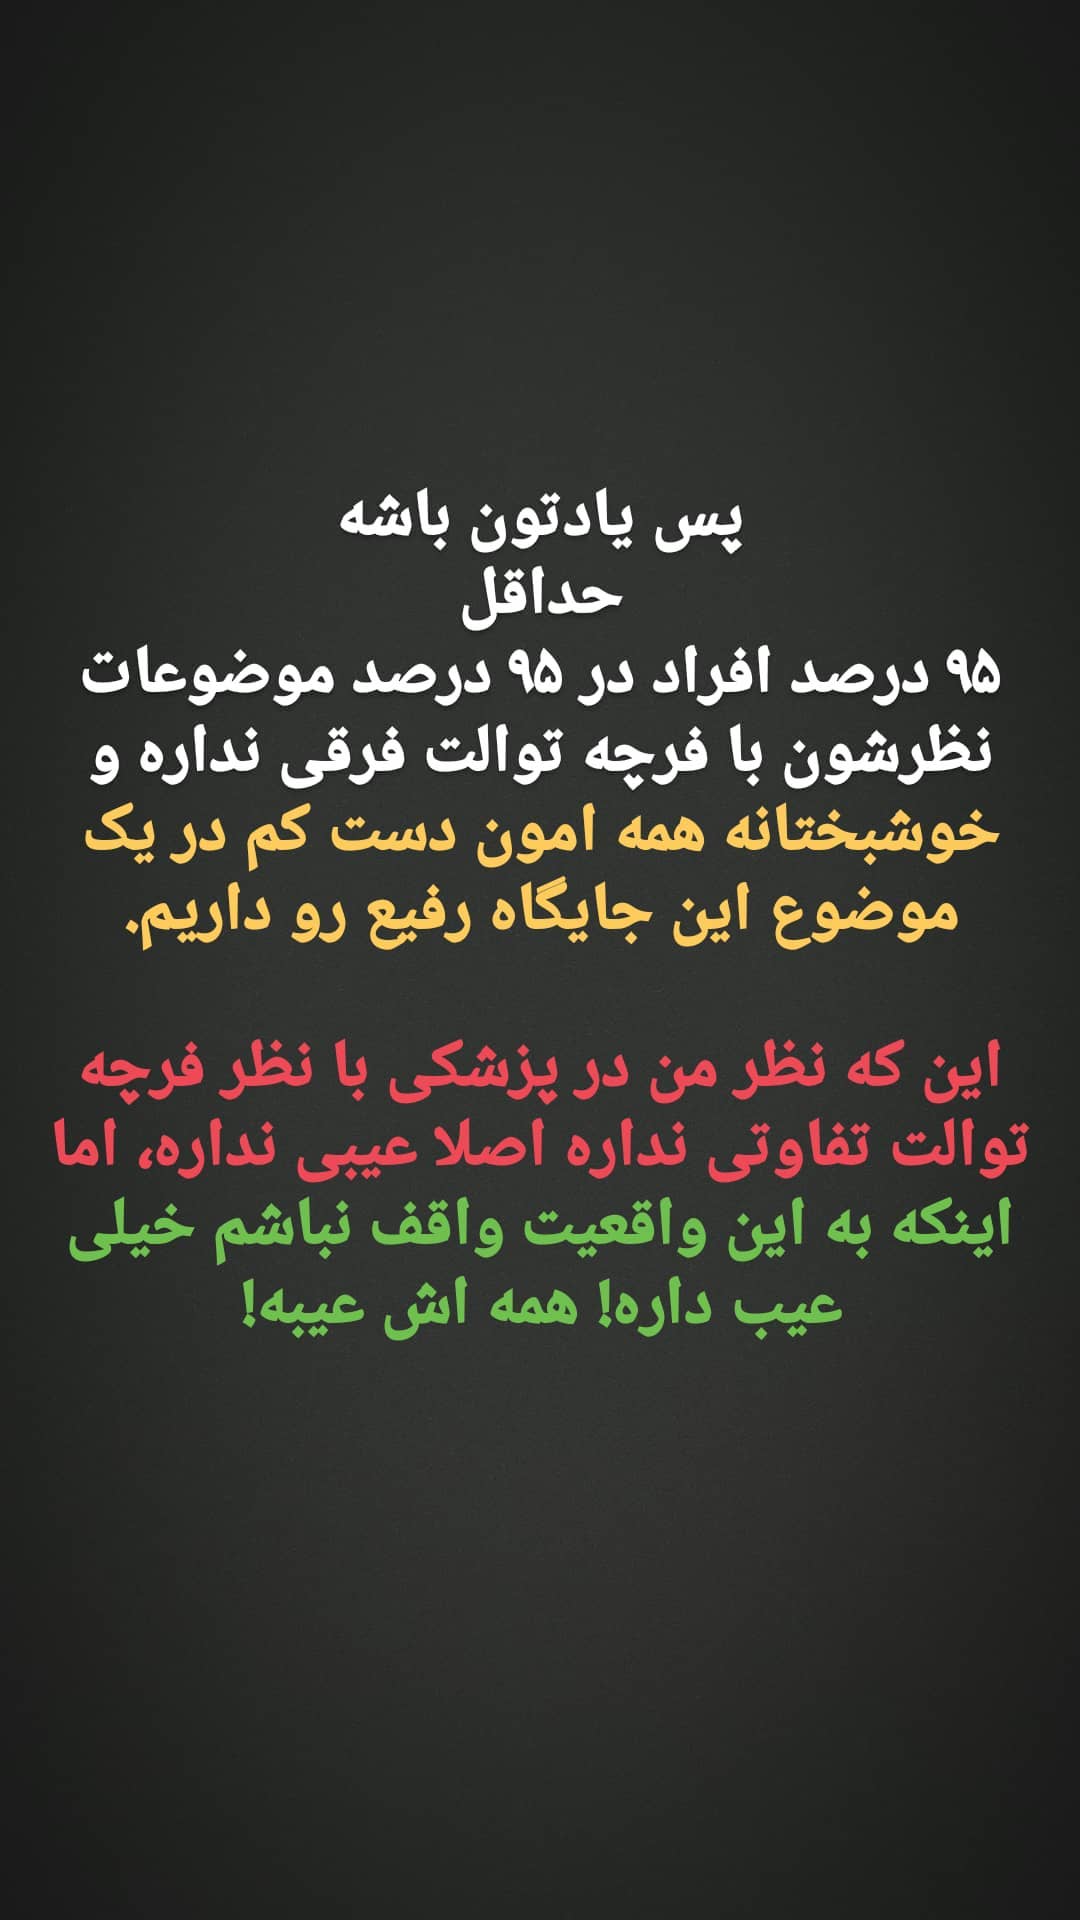 پس یادتون باشه
حداقل
۹۵ درصد افراد در ۹۵ درصد موضوعات
نظرشون با فرچه توالت فرقی نداره و
خوشبختانه همه امون دست کم در یک
موضوع این جایگاه رفیع رو داریم.
این که نظر من در پزشکی با نظر فرچه
توالت تفاوتی نداره اصلا عیبی نداره، اما
اینکه به این واقعیت واقف نباشم خیلی
عیب داره! همه اش عیبه!